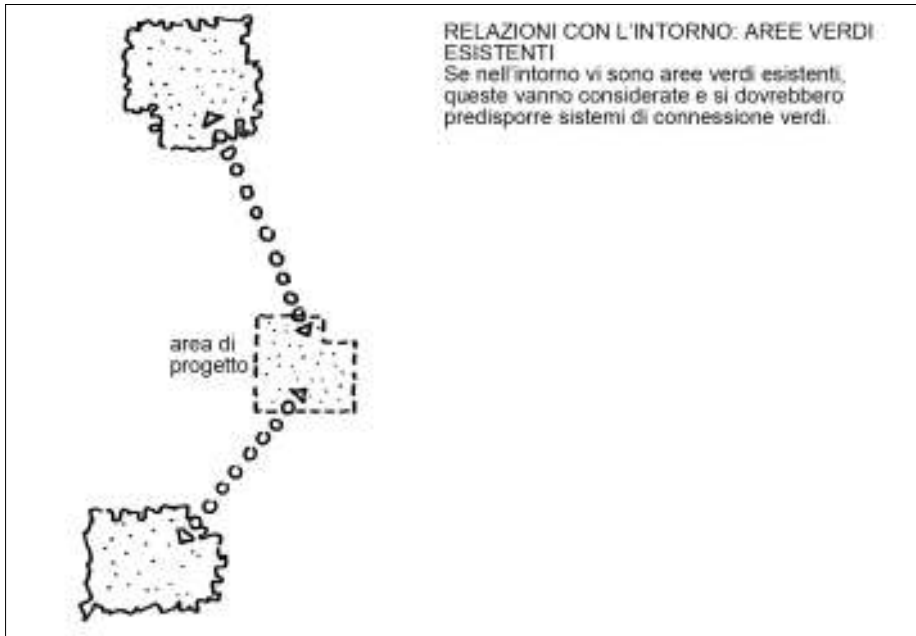 RELAZIONI CON L'INTORNO: AREE VERDI
ESISTENTI
Se nell'intorno vi sono aree verdi esistenti,
queste vanno considerate e si dovrebbero
predisporre sistemi di connessione verdi.
area di
progetto